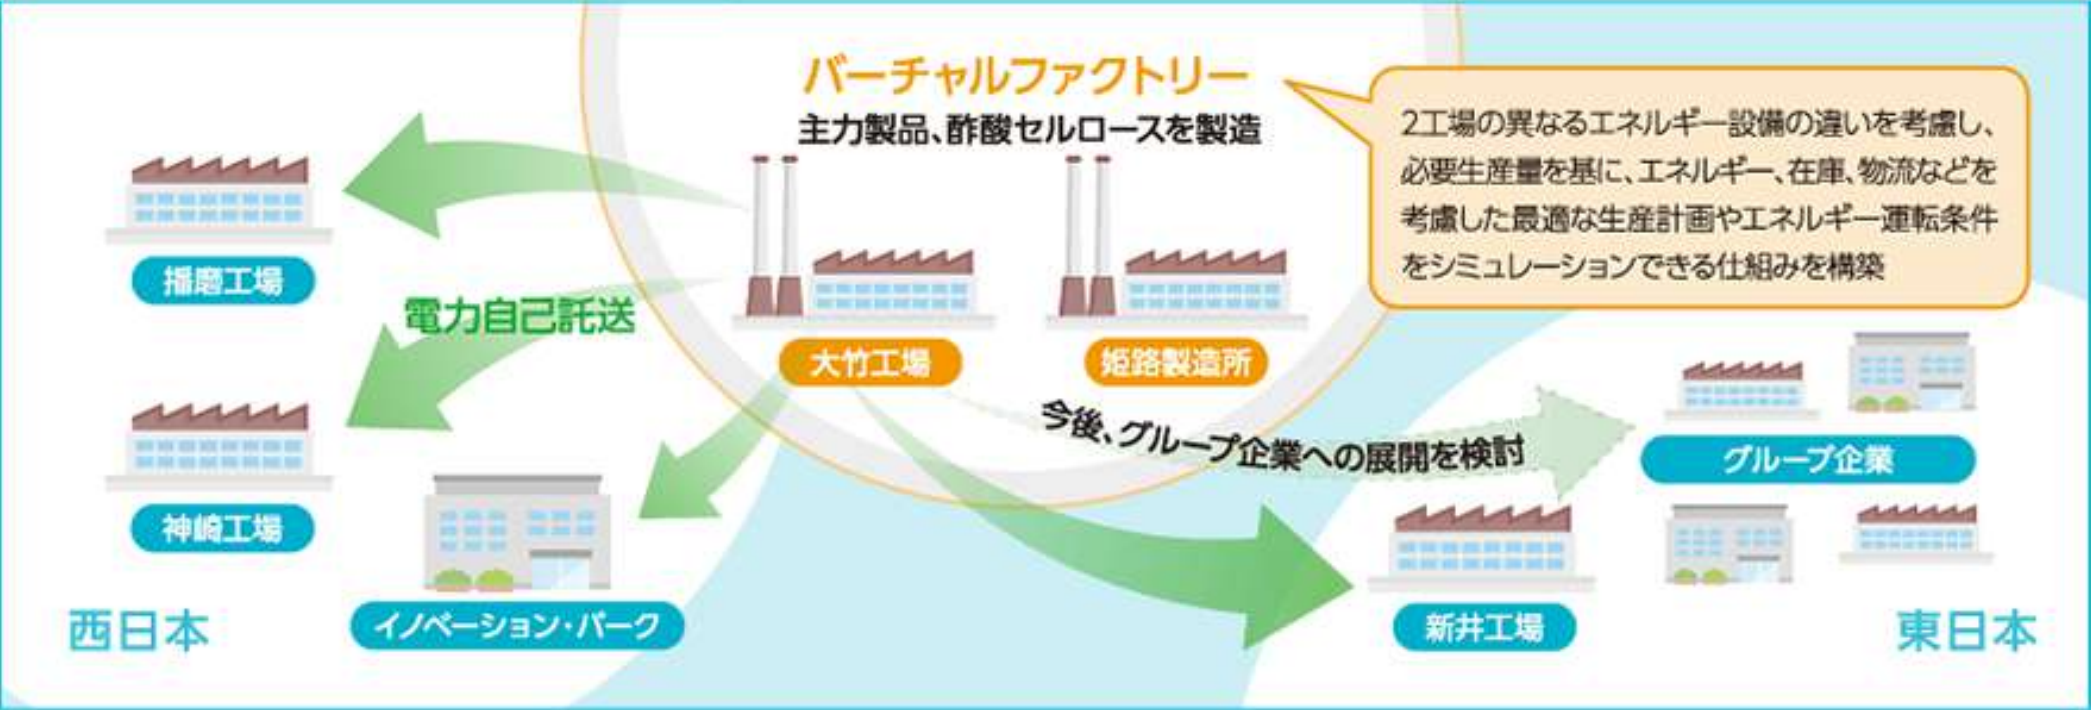 バーチャルファクトリー
主力製品、酢酸セルロースを製造
2工場の異なるエネルギー設備の違いを考慮し、
必要生産量を基に、エネルギー、在庫、物流などを
考慮した最適な生産計画やエネルギー運転条件
をシミュレーションできる仕組みを構築
播磨工場
電力自己託送
大竹工場
姫路製造所
今後、グループ企業への展開を検討
グループ企業
神崎工場
イノベーション・パーク
新井工場
西日本
東日本